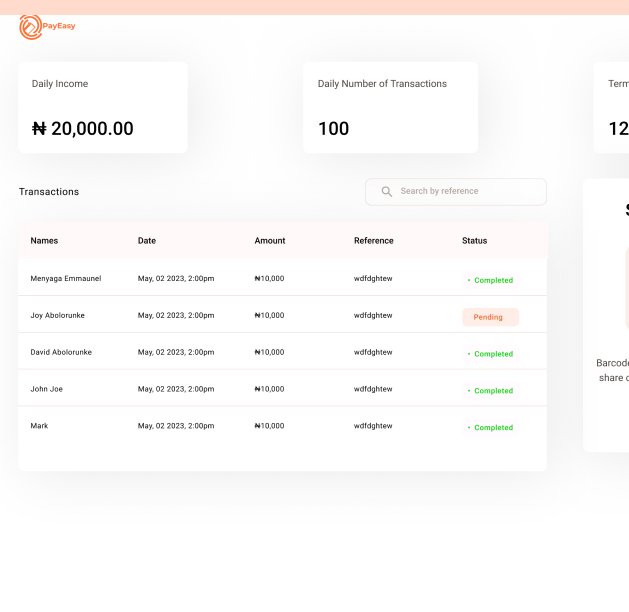 PayEasy
Daily Income
₦ 20,000.00
Daily Number of Transactions
100
12
Transactions
Search by reference
Names Date Amount Reference Status
Menyaga Emmaunel May, 02 2023, 2:00pm ₦10,000 wdfdghtew • Completed
Joy Abolorunke May, 02 2023, 2:00pm ₦10,000 wdfdghtew Pending
David Abolorunke May, 02 2023, 2:00pm ₦10,000 wdfdghtew • Completed
John Joe May, 02 2023, 2:00pm ₦10,000 wdfdghtew • Completed
Mark May, 02 2023, 2:00pm ₦10,000 wdfdghtew • Completed
share